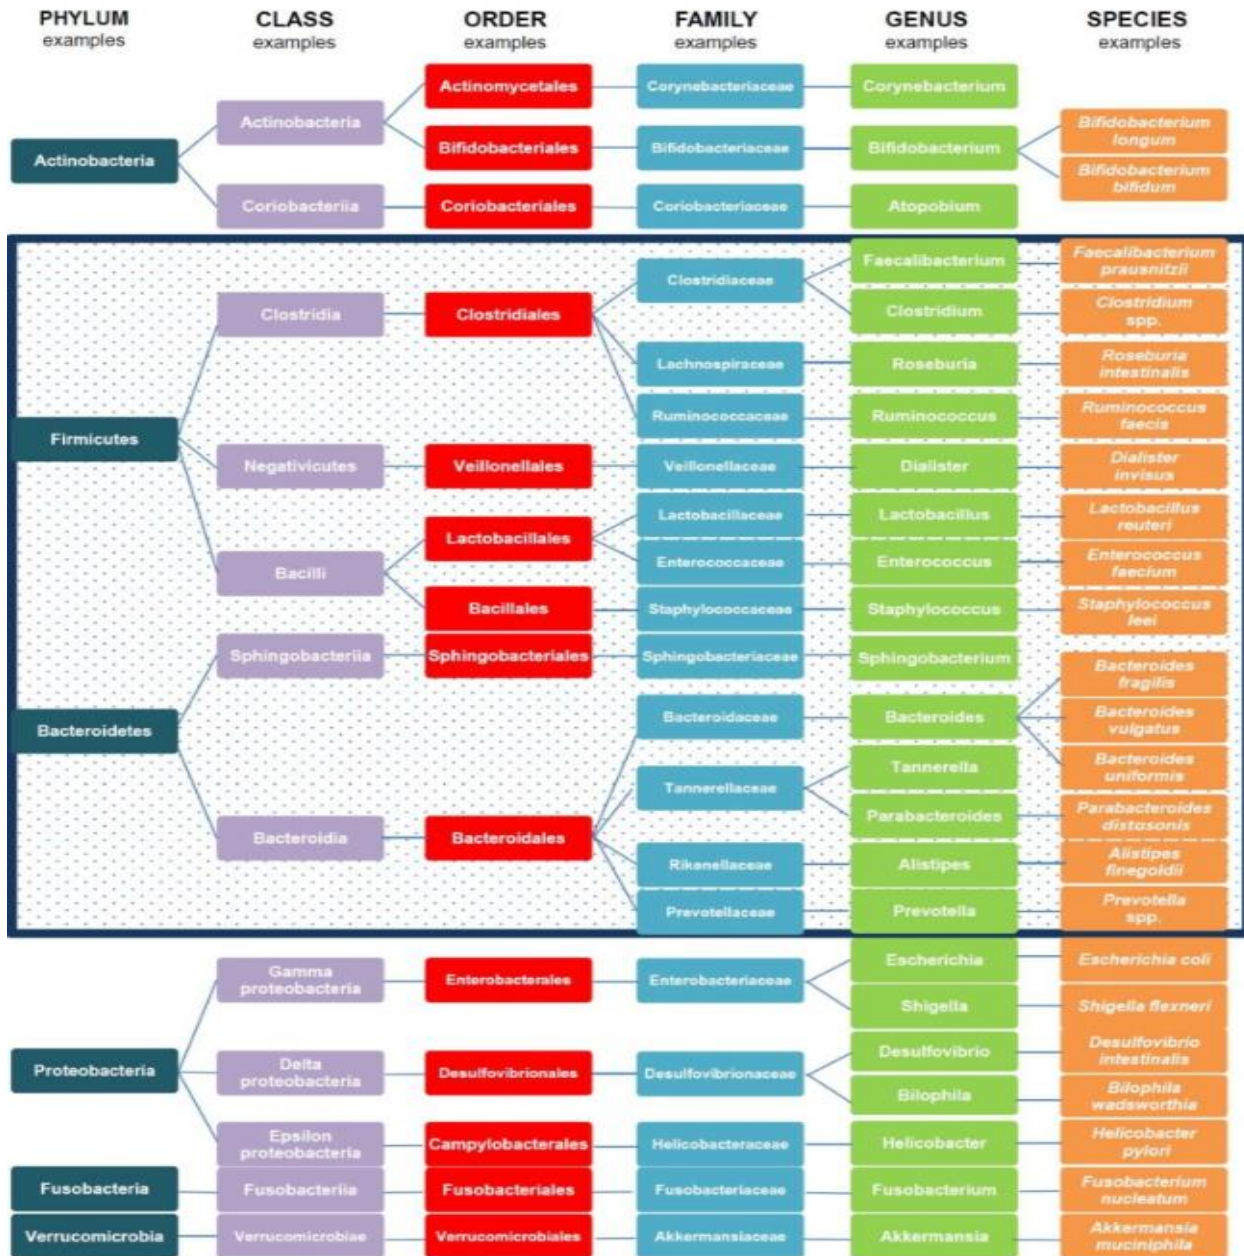 PHYLUM CLASS ORDER FAMILY GENUS SPECIES
examples examples examples examples examples examples
Actinomycetales Corynebacteriaceae Corynebacterium
Actinobacteria
Bifidobacterium
longum
Actinobacteria
Bifidobacteriales Bifidobacteriaceae Bifidobacterium
Bifidobacterium
bifidum
Coriobacteriia Coriobacteriales Coriobacteriaceae Atopobium
Faecalibacterium
Faecalibacterium
prausnitzii
Clostridiaceae
Clostridia Clostridiales
Clostridium
Clostridium
spp.
Lachnospiraceae Roseburia
Roseburia
intestinalis
Ruminococcaceae Ruminococcus
Ruminococcus
faecis
Firmicutes
Negativicutes Veillonellales Veillonellaceae Dialister
Dialister
invisus
Lactobacillaceae Lactobacillus
Lactobacillus
reuteri
Lactobacillales
Bacilli
Enterococcaceae Enterococcus
Enterococcus
faecium
Bacillales Staphylococcaceae Staphylococcus
Staphylococcus
leei
Sphingobacteriia Sphingobacteriales Sphingobacteriaceae Sphingobacterium
Bacteroides
fragilis
Bacteroidetes
Bacteroidaceae Bacteroides
Bacteroides
vulgatus
Tannerella
Bacteroides
uniformis
Tannerellaceae
Parabacteroides
Parabacteroides
distosonis
Bacteroidia Bacteroidales
Rikenellaceae Alistipes
Alistipes
finegoldii
Prevotellaceae Prevotella
Prevotella
spp.
Gamma
proteobacteria
Enterobacterales Enterobacteriaceae
Escherichia Escherichia coli
Shigella Shigella flexneri
Proteobacteria
Delta
proteobacteria
Desulfovibrionales Desulfovibrionaceae
Desulfovibrio
Desulfovibrio
intestinalis
Bilophila
Bilophila
wadsworthia
Epsilon
proteobacteria
Campylobacterales Helicobacteraceae Helicobacter
Helicobacter
pylori
Fusobacteria Fusobacteriia Fusobacteriales Fusobacteriaceae Fusobacterium
Fusobacterium
nucleatum
Verrucomicrobia Verrucomicrobiae Verrucomicrobiales Akkermansiaceae Akkermansia
Akkermansia
muciniphila